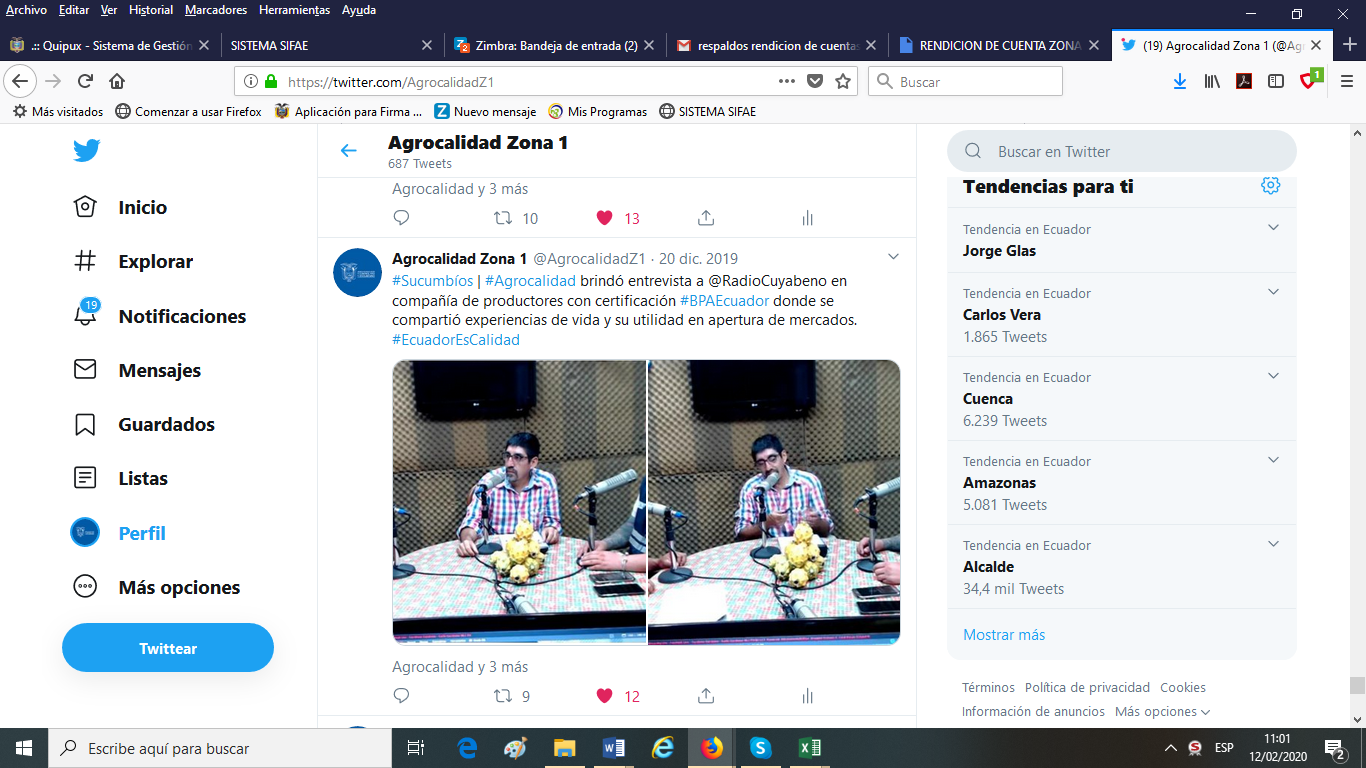 Archivo Editar Ver Historial Marcadores Herramientas Ayuda
.:: Quipux - Sistema de Gestión
SISTEMA SIFAE
Zimbra: Bandeja de entrada (2)
respaldos rendicion de cuentas
RENDICION DE CUENTA ZONA
(19) Agrocalidad Zona 1 (@Agr
https://twitter.com/AgrocalidadZ1
Buscar
1
Más visitados
Comenzar a usar Firefox
Aplicación para Firma ...
Nuevo mensaje
Mis Programas
SISTEMA SIFAE
Inicio
Explorar
19
Notificaciones
Mensajes
Guardados
Listas
Perfil
Más opciones
Twittear
Agrocalidad Zona 1
687 Tweets
Agrocalidad y 3 más
10 13
Agrocalidad Zona 1 @AgrocalidadZ1 · 20 dic. 2019
#Sucumbíos | #Agrocalidad brindó entrevista a @RadioCuyabeno en
compañía de productores con certificación #BPAEcuador donde se
compartió experiencias de vida y su utilidad en apertura de mercados.
#EcuadorEsCalidad
Agrocalidad y 3 más
9 12
Buscar en Twitter
Tendencias para ti
Tendencia en Ecuador
Jorge Glas
Tendencia en Ecuador
Carlos Vera
1.865 Tweets
Tendencia en Ecuador
Cuenca
6.239 Tweets
Tendencia en Ecuador
Amazonas
5.081 Tweets
Tendencia en Ecuador
Alcalde
34,4 mil Tweets
Mostrar más
Términos Política de privacidad Cookies
Información de anuncios Más opciones
Escribe aquí para buscar
ESP
11:01
12/02/2020
2